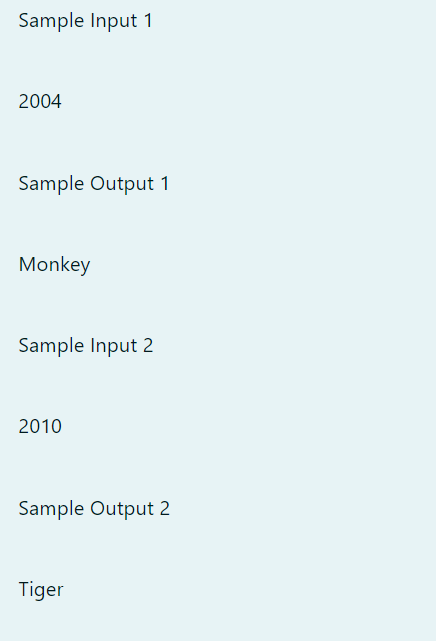 Sample Input 1
2004
Sample Output 1
Monkey
Sample Input 2
2010
Sample Output 2
Tiger